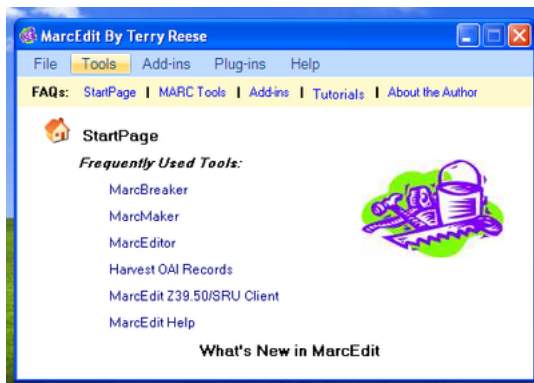 MarcEdit By Terry Reese
File Tools Add-ins Plug-ins Help
FAQs: StartPage | MARC Tools | Add-ins | Tutorials | About the Author
StartPage
Frequently Used Tools:
MarcBreaker
MarcMaker
MarcEditor
Harvest OAI Records
MarcEdit Z39.50/SRU Client
MarcEdit Help
What's New in MarcEdit